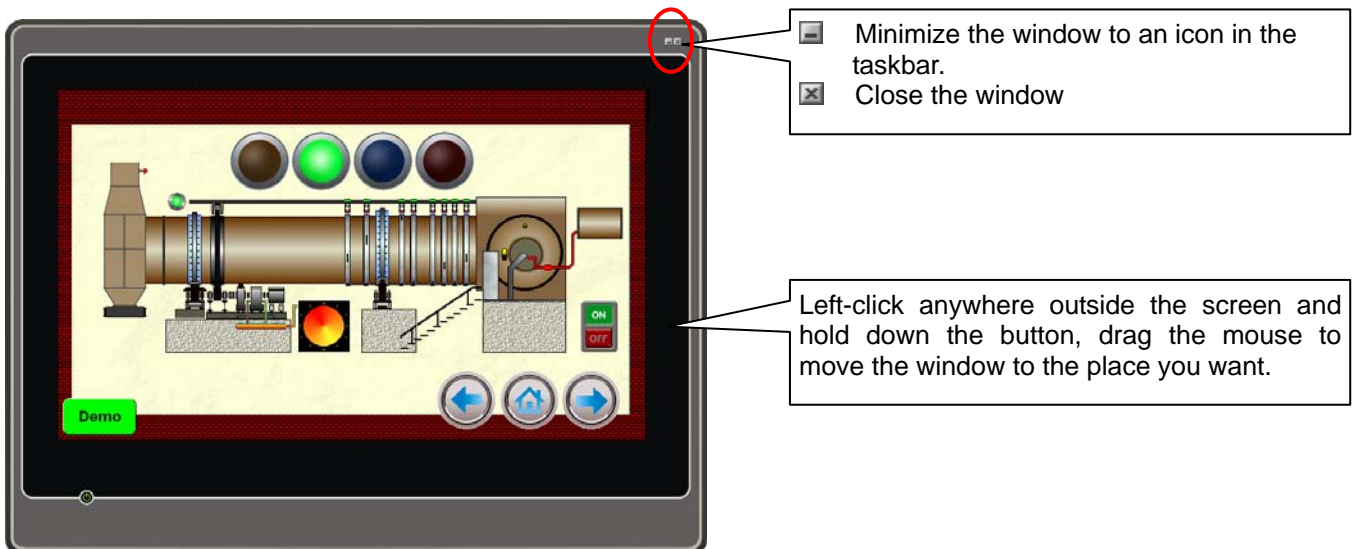 Minimize the window to an icon in the
taskbar.
Close the window
ON
OFF
Left-click anywhere outside the screen and
hold down the button, drag the mouse to
move the window to the place you want.
Demo